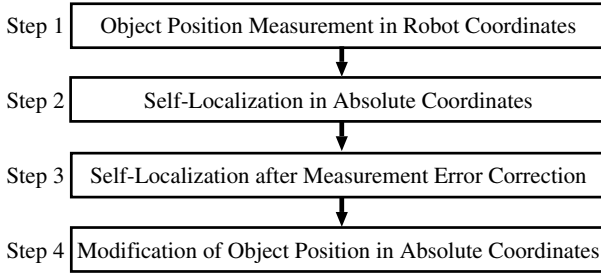 Step 1 Object Position Measurement in Robot Coordinates
Step 2 Self-Localization in Absolute Coordinates
Step 3 Self-Localization after Measurement Error Correction
Step 4 Modification of Object Position in Absolute Coordinates